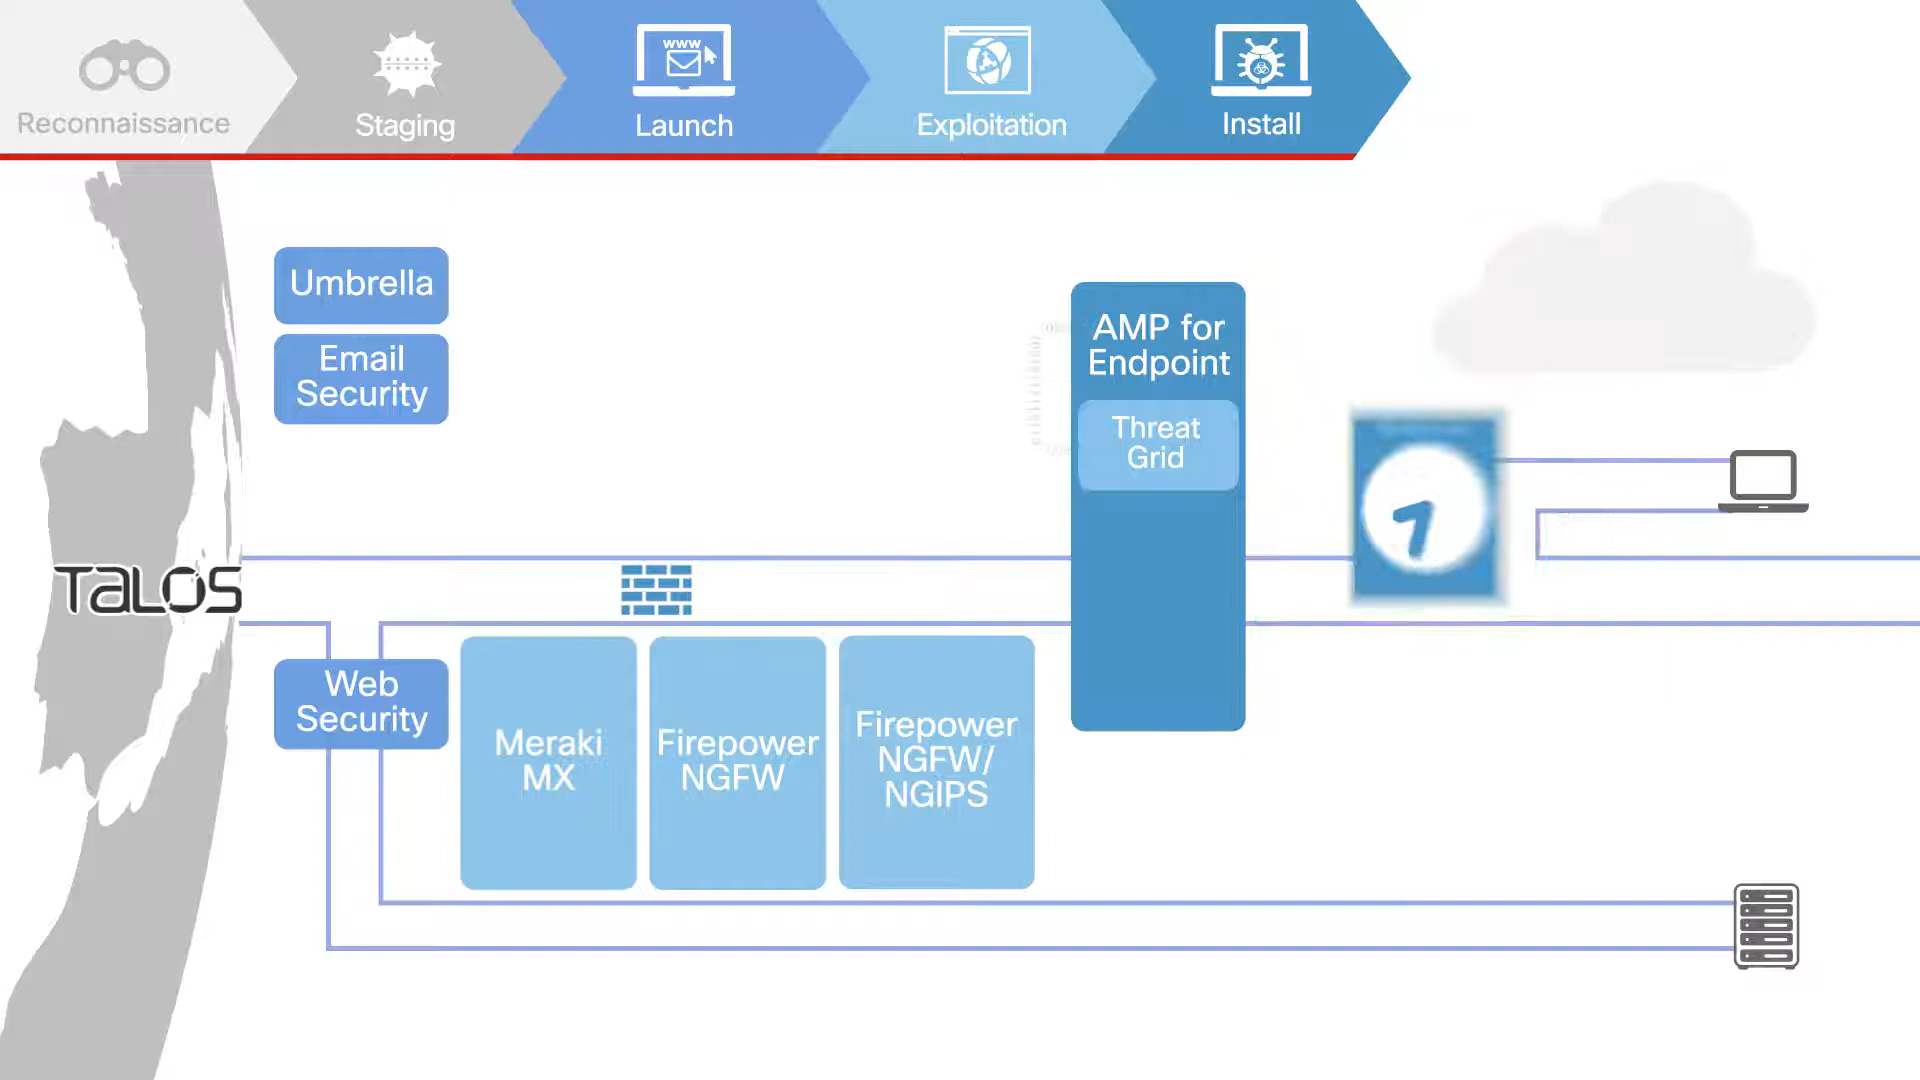 Reconnaissance
Staging
www
Launch
Exploitation
Install
Umbrella
Email
Security
AMP for
Endpoint
Threat
Grid
TALOS
Web
Security
Meraki
MX
Firepower
NGFW
Firepower
NGFW/
NGIPS